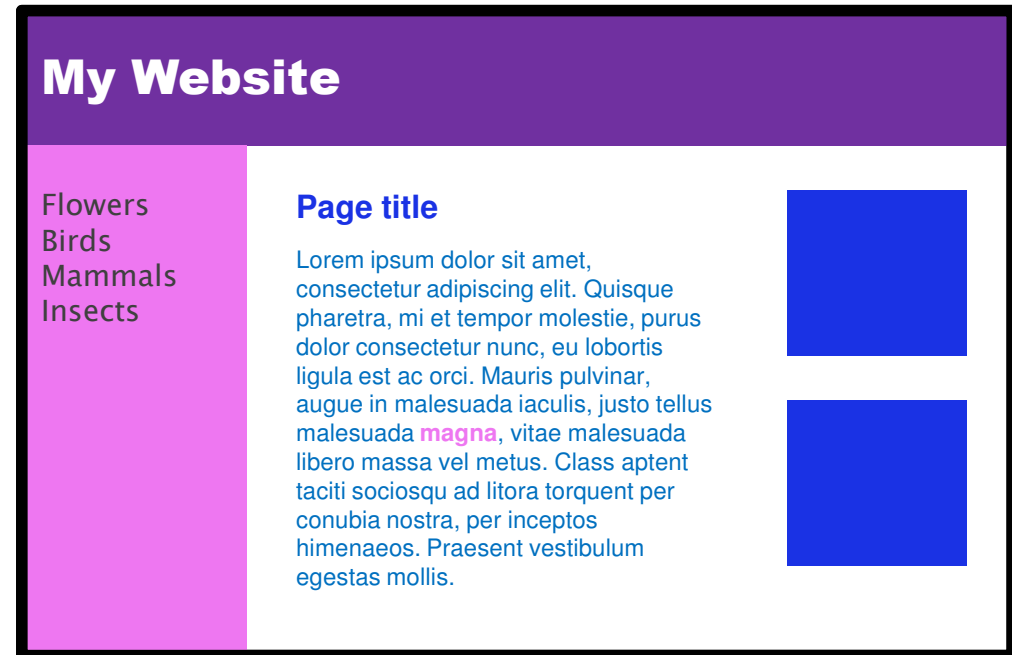 My Website
Flowers
Birds
Mammals
Insects
Page title
Lorem ipsum dolor sit amet,
consectetur adipiscing elit. Quisque
pharetra, mi et tempor molestie, purus
dolor consectetur nunc, eu lobortis
ligula est ac orci. Mauris pulvinar,
augue in malesuada iaculis, justo tellus
malesuada magna, vitae malesuada
libero massa vel metus. Class aptent
taciti sociosqu ad litora torquent per
conubia nostra, per inceptos
himenaeos. Praesent vestibulum
egestas mollis.